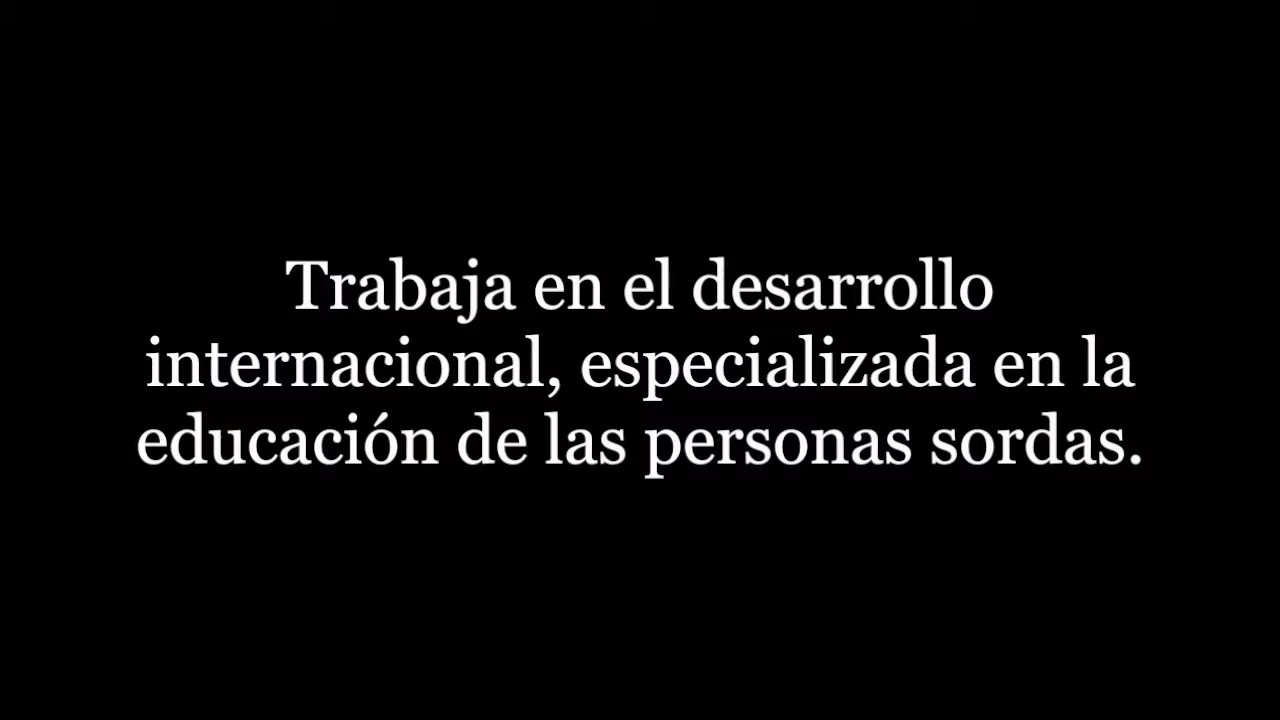 Trabaja en el desarrollo
internacional, especializada en la
educación de las personas sordas.